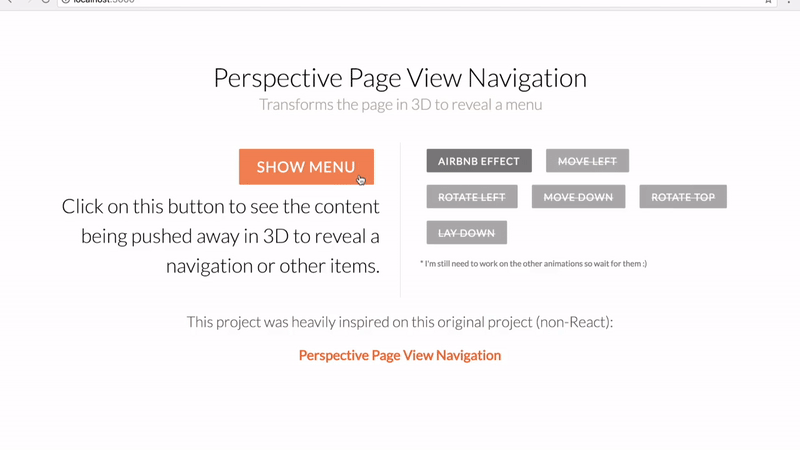 localhost:3000
Perspective Page View Navigation
Transforms the page in 3D to reveal a menu
SHOW MENU
Click on this button to see the content
being pushed away in 3D to reveal a
navigation or other items.
AIRBNB EFFECT
MOVE LEFT
ROTATE LEFT
MOVE DOWN
ROTATE TOP
LAY DOWN
* I'm still need to work on the other animations so wait for them :)
This project was heavily inspired on this original project (non-React):
Perspective Page View Navigation